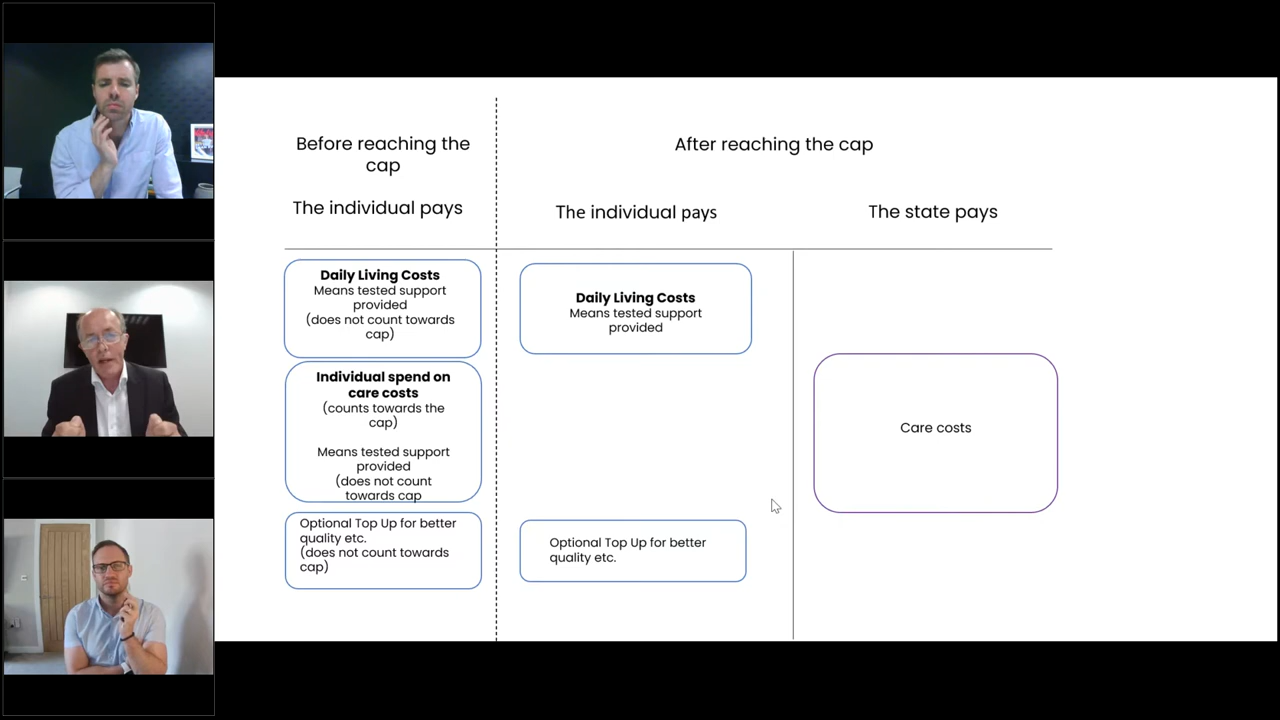 Before reaching the
cap
After reaching the cap
The individual pays
The individual pays
The state pays
Daily Living Costs
Means tested support
provided
(does not count towards
cap)
Daily Living Costs
Means tested support
provided
Individual spend on
care costs
(counts towards the
cap)
Means tested support
provided
(does not count
towards cap
Care costs
Optional Top Up for better
quality etc.
(does not count towards
cap)
Optional Top Up for better
quality etc.